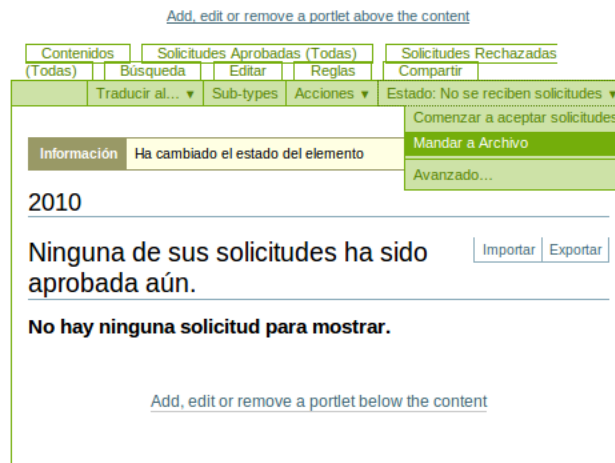 Add, edit or remove a portlet above the content
Contenidos Solicitudes Aprobadas (Todas) Solicitudes Rechazadas
(Todas) Búsqueda Editar Reglas Compartir
Traducir al... ▼ Sub-types Acciones ▼ Estado: No se reciben solicitudes ▼
Comenzar a aceptar solicitudes
Mandar a Archivo
Avanzado...
Información Ha cambiado el estado del elemento
2010
Ninguna de sus solicitudes ha sido
aprobada aún.
Importar Exportar
No hay ninguna solicitud para mostrar.
Add, edit or remove a portlet below the content